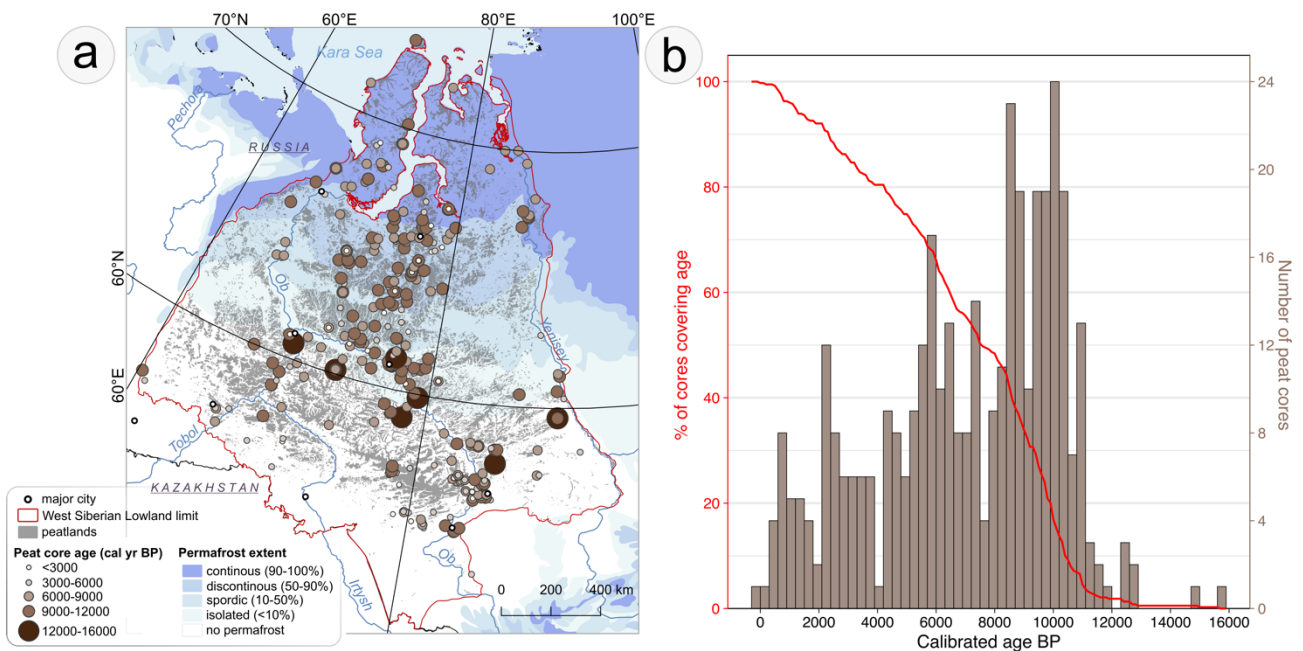 a
70°N
60°E
80°E
100°E
Kara Sea
Pechora
RUSSIA
Ob
Yenisey
60°N
60°E
Tobol
KAZAKHSTAN
Irtysh
Ob
0 200 400 km
major city
West Siberian Lowland limit
peatlands
Peat core age (cal yr BP)
<3000
3000-6000
6000-9000
9000-12000
12000-16000
Permafrost extent
continous (90-100%)
discontinous (50-90%)
spordic (10-50%)
isolated (<10%)
no permafrost
b
% of cores covering age
100
80
60
40
20
0
0 2000 4000 6000 8000 10000 12000 14000 16000
Calibrated age BP
24
20
16
12
8
4
0
Number of peat cores